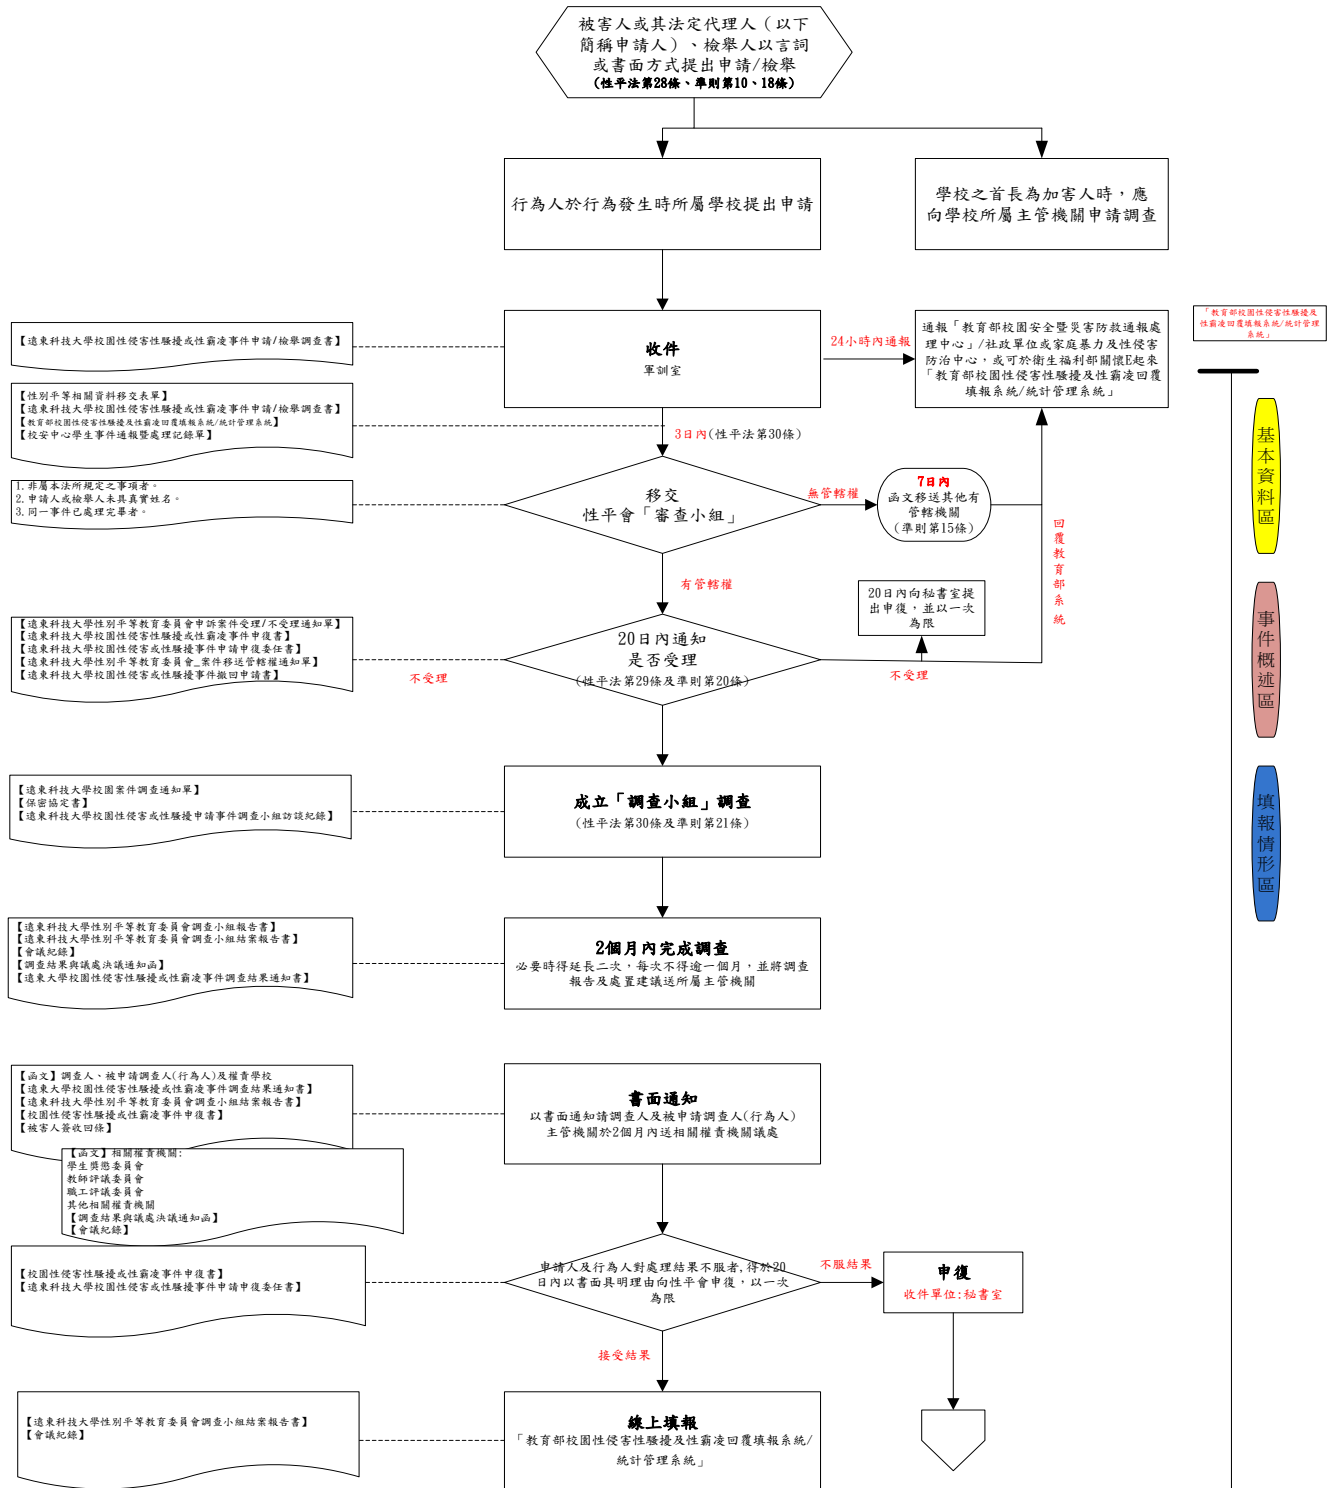 被害人或其法定代理人（以下
簡稱申請人）、檢舉人以言詞
或書面方式提出申請/檢舉
(性平法第28條、準則第10、18條)
行為人於行為發生時所屬學校提出申請
學校之首長為加害人時，應
向學校所屬主管機關申請調查
【遠東科技大學校園性侵害性騷擾或性霸凌事件申請/檢舉調查書】
收件
軍訓室
24小時內通報
通報「教育部校園安全暨災害防救通報處
理中心」/社政單位或家庭暴力及性侵害
防治中心，或可於衛生福利部關懷E起來
「教育部校園性侵害性騷擾及性霸凌回覆
填報系統/統計管理系統」
「教育部校園性侵害性騷擾及
性霸凌回覆填報系統/統計管理
系統」
【性別平等相關資料移交表單】
【遠東科技大學校園性侵害性騷擾或性霸凌事件申請/檢舉調查書】
【教育部校園性侵害性騷擾及性霸凌回覆填報系統/統計管理系統】
【校安中心學生事件通報暨處理記錄單】
3日內(性平法第30條)
基本資料區
1.非屬本法所規定之事項者。
2.申請人或檢舉人未具真實姓名。
3.同一事件已處理完畢者。
移交
性平會「審查小組」
無管轄權
7日內
函文移送其他有
管轄機關
(準則第15條)
回覆教育部系統
有管轄權
20日內向秘書室提
出申復，並以一次
為限
事件概述區
【遠東科技大學性別平等教育委員會申訴案件受理/不受理通知單】
【遠東科技大學校園性侵害性騷擾或性霸凌事件申復書】
【遠東科技大學校園性侵害或性騷擾事件申請申復委任書】
【遠東科技大學性別平等教育委員會_案件移送管轄權通知單】
【遠東科技大學校園性侵害或性騷擾事件撤回申請書】
不受理
20日內通知
是否受理
(性平法第29條及準則第20條)
不受理
填報情形區
【遠東科技大學校園案件調查通知單】
【保密協定書】
【遠東科技大學校園性侵害或性騷擾申請事件調查小組訪談紀錄】
成立「調查小組」調查
(性平法第30條及準則第21條)
【遠東科技大學性別平等教育委員會調查小組報告書】
【遠東科技大學性別平等教育委員會調查小組結案報告書】
【會議紀錄】
【調查結果與議處決議通知函】
【遠東大學校園性侵害性騷擾或性霸凌事件調查結果通知書】
2個月內完成調查
必要時得延長二次，每次不得逾一個月，並將調查
報告及處置建議送所屬主管機關
【函文】調查人、被申請調查人(行為人)及權責學校
【遠東大學校園性侵害性騷擾或性霸凌事件調查結果通知書】
【遠東科技大學性別平等教育委員會調查小組結案報告書】
【校園性侵害性騷擾或性霸凌事件申復書】
【被害人簽收回條】
書面通知
以書面通知請調查人及被申請調查人(行為人)
主管機關於2個月內送相關權責機關議處
【函文】相關權責機關:
學生獎懲委員會
教師評議委員會
職工評議委員會
其他相關權責機關
【調查結果與議處決議通知函】
【會議紀錄】
【校園性侵害性騷擾或性霸凌事件申復書】
【遠東科技大學校園性侵害或性騷擾事件申請申復委任書】
申請人及行為人對處理結果不服者,得於20
日內以書面具明理由向性平會申復，以一次
為限
不服結果
申復
收件單位:秘書室
接受結果
【遠東科技大學性別平等教育委員會調查小組結案報告書】
【會議紀錄】
線上填報
「教育部校園性侵害性騷擾及性霸凌回覆填報系統/
統計管理系統」